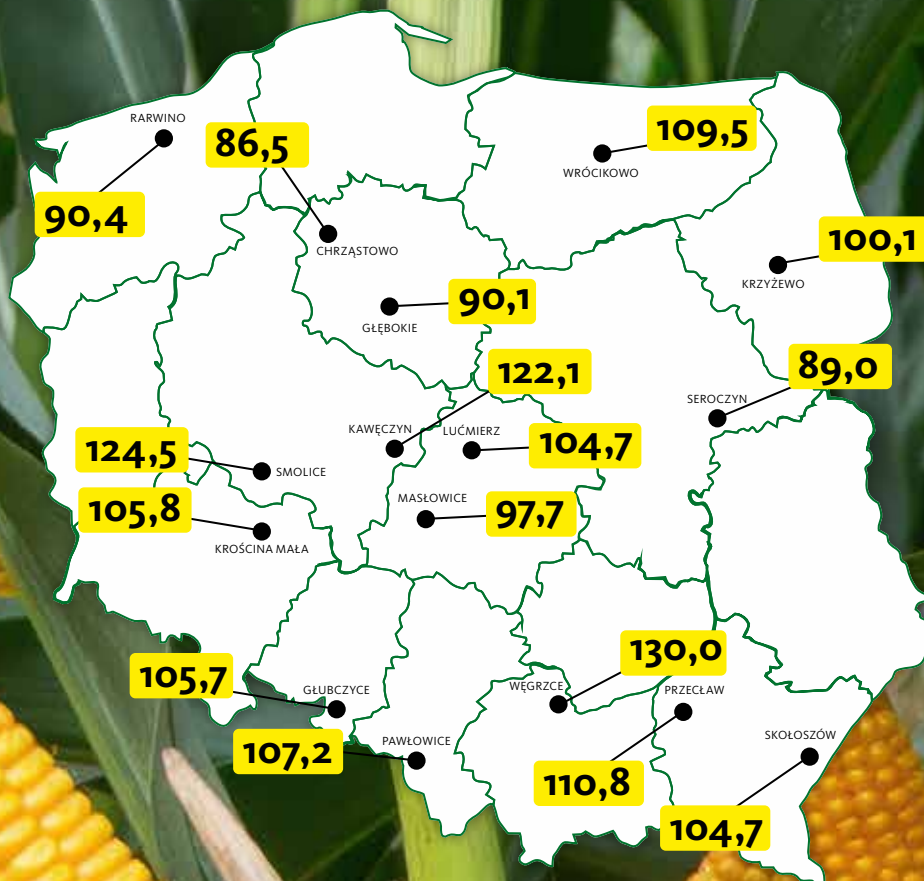 RARWINO
90,4
86,5
CHRZĄSTOWO
109,5
WRÓCIKOWO
100,1
KRZYŻEWO
90,1
GŁĘBOKIE
122,1
KAWĘCZYN
LUĆMIERZ
104,7
89,0
SEROCZYN
124,5
SMOLICE
105,8
KROŚCINA MAŁA
MASŁOWICE
97,7
105,7
GŁUBCZYCE
107,2
PAWŁOWICE
130,0
WĘGRZCE
PRZECŁAW
110,8
SKOŁOSZÓW
104,7